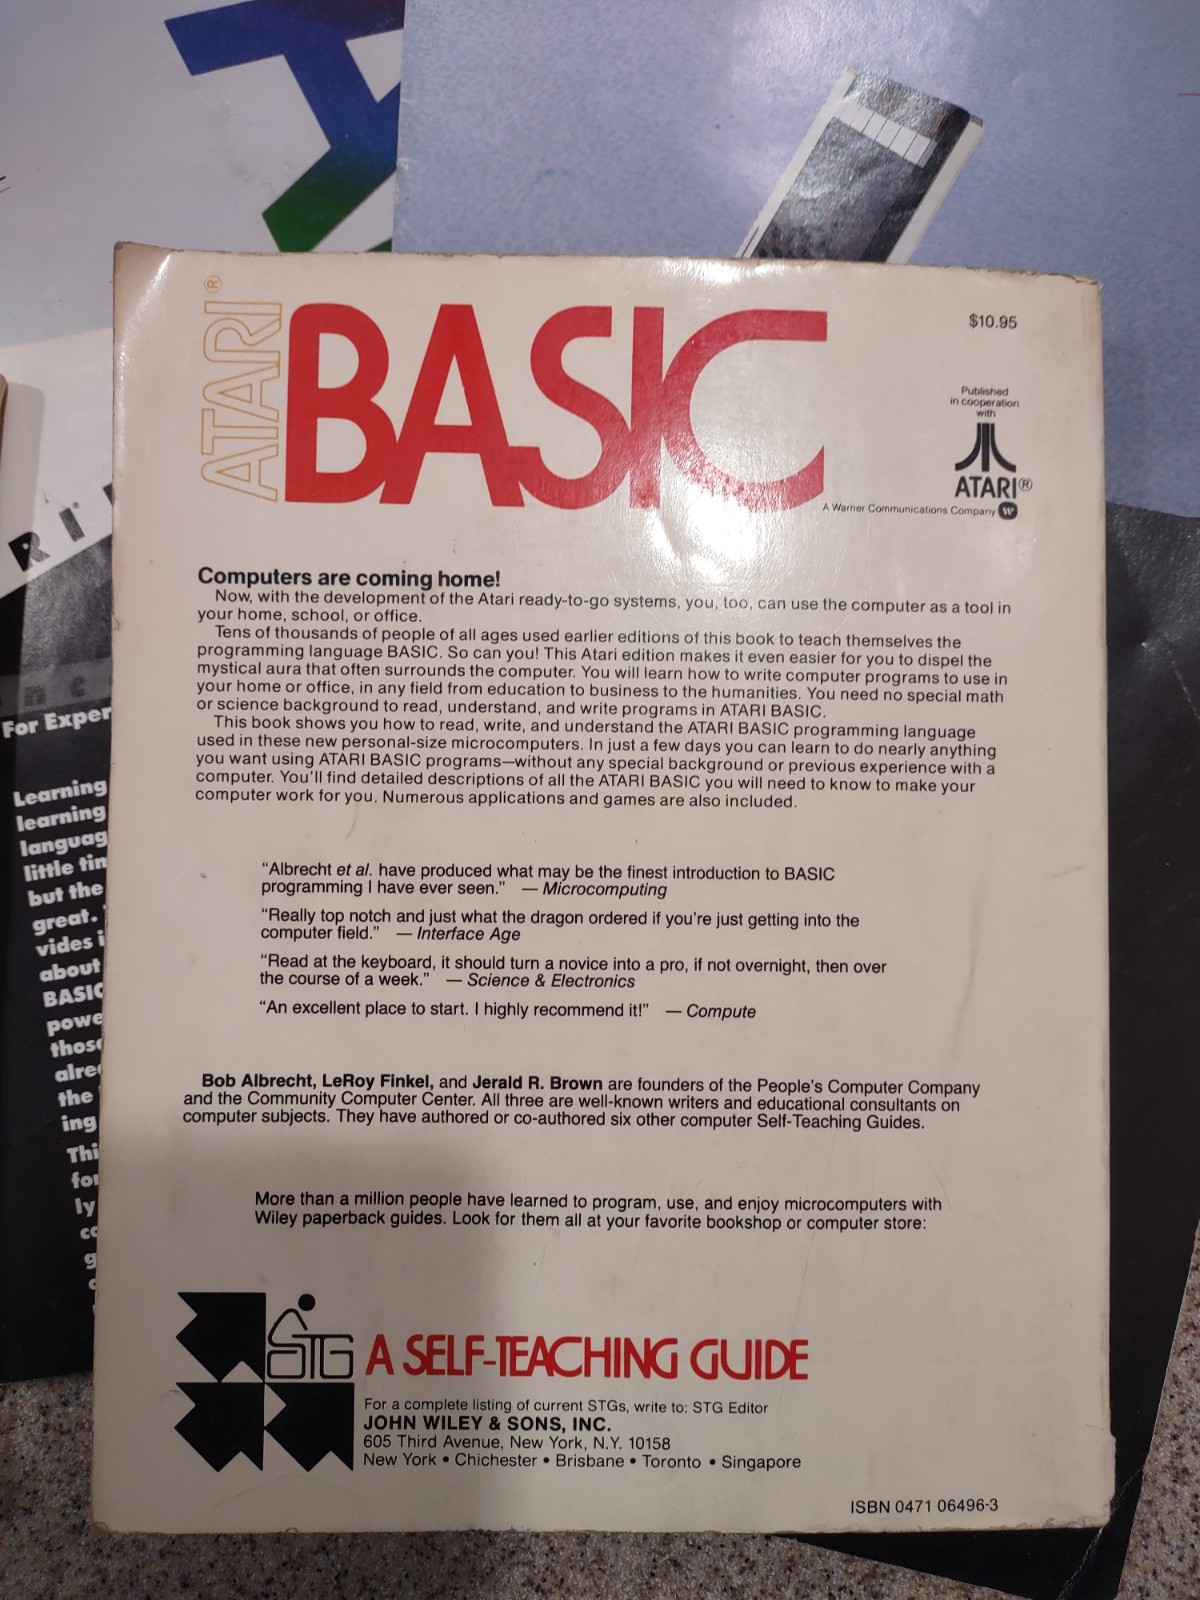 ATARI®
BASIC
$10.95
Published
in cooperation
with
ATARI®
A Warner Communications Company
Computers are coming home!
Now, with the development of the Atari ready-to-go systems, you, too, can use the computer as a tool in
your home, school, or office.
Tens of thousands of people of all ages used earlier editions of this book to teach themselves the
programming language BASIC. So can you! This Atari edition makes it even easier for you to dispel the
mystical aura that often surrounds the computer. You will learn how to write computer programs to use in
your home or office, in any field from education to business to the humanities. You need no special math
or science background to read, understand, and write programs in ATARI BASIC.
This book shows you how to read, write, and understand the ATARI BASIC programming language
used in these new personal-size microcomputers. In just a few days you can learn to do nearly anything
you want using ATARI BASIC programs—without any special background or previous experience with a
computer. You'll find detailed descriptions of all the ATARI BASIC you will need to know to make your
computer work for you. Numerous applications and games are also included.
“Albrecht et al. have produced what may be the finest introduction to BASIC
programming I have ever seen.” — Microcomputing
“Really top notch and just what the dragon ordered if you're just getting into the
computer field.” — Interface Age
“Read at the keyboard, it should turn a novice into a pro, if not overnight, then over
the course of a week.” — Science & Electronics
“An excellent place to start. I highly recommend it!” — Compute
Bob Albrecht, LeRoy Finkel, and Jerald R. Brown are founders of the People's Computer Company
and the Community Computer Center. All three are well-known writers and educational consultants on
computer subjects. They have authored or co-authored six other computer Self-Teaching Guides.
More than a million people have learned to program, use, and enjoy microcomputers with
Wiley paperback guides. Look for them all at your favorite bookshop or computer store:
STG
A SELF-TEACHING GUIDE
For a complete listing of current STGs, write to: STG Editor
JOHN WILEY & SONS, INC.
605 Third Avenue, New York, N.Y. 10158
New York • Chichester • Brisbane • Toronto • Singapore
ISBN 0471 06496-3
For Exper
Learning
learning
languag
little tim
but the
great.
vides i
about
BASIC
powe
thos
alre
the
ing
Thi
for
ly